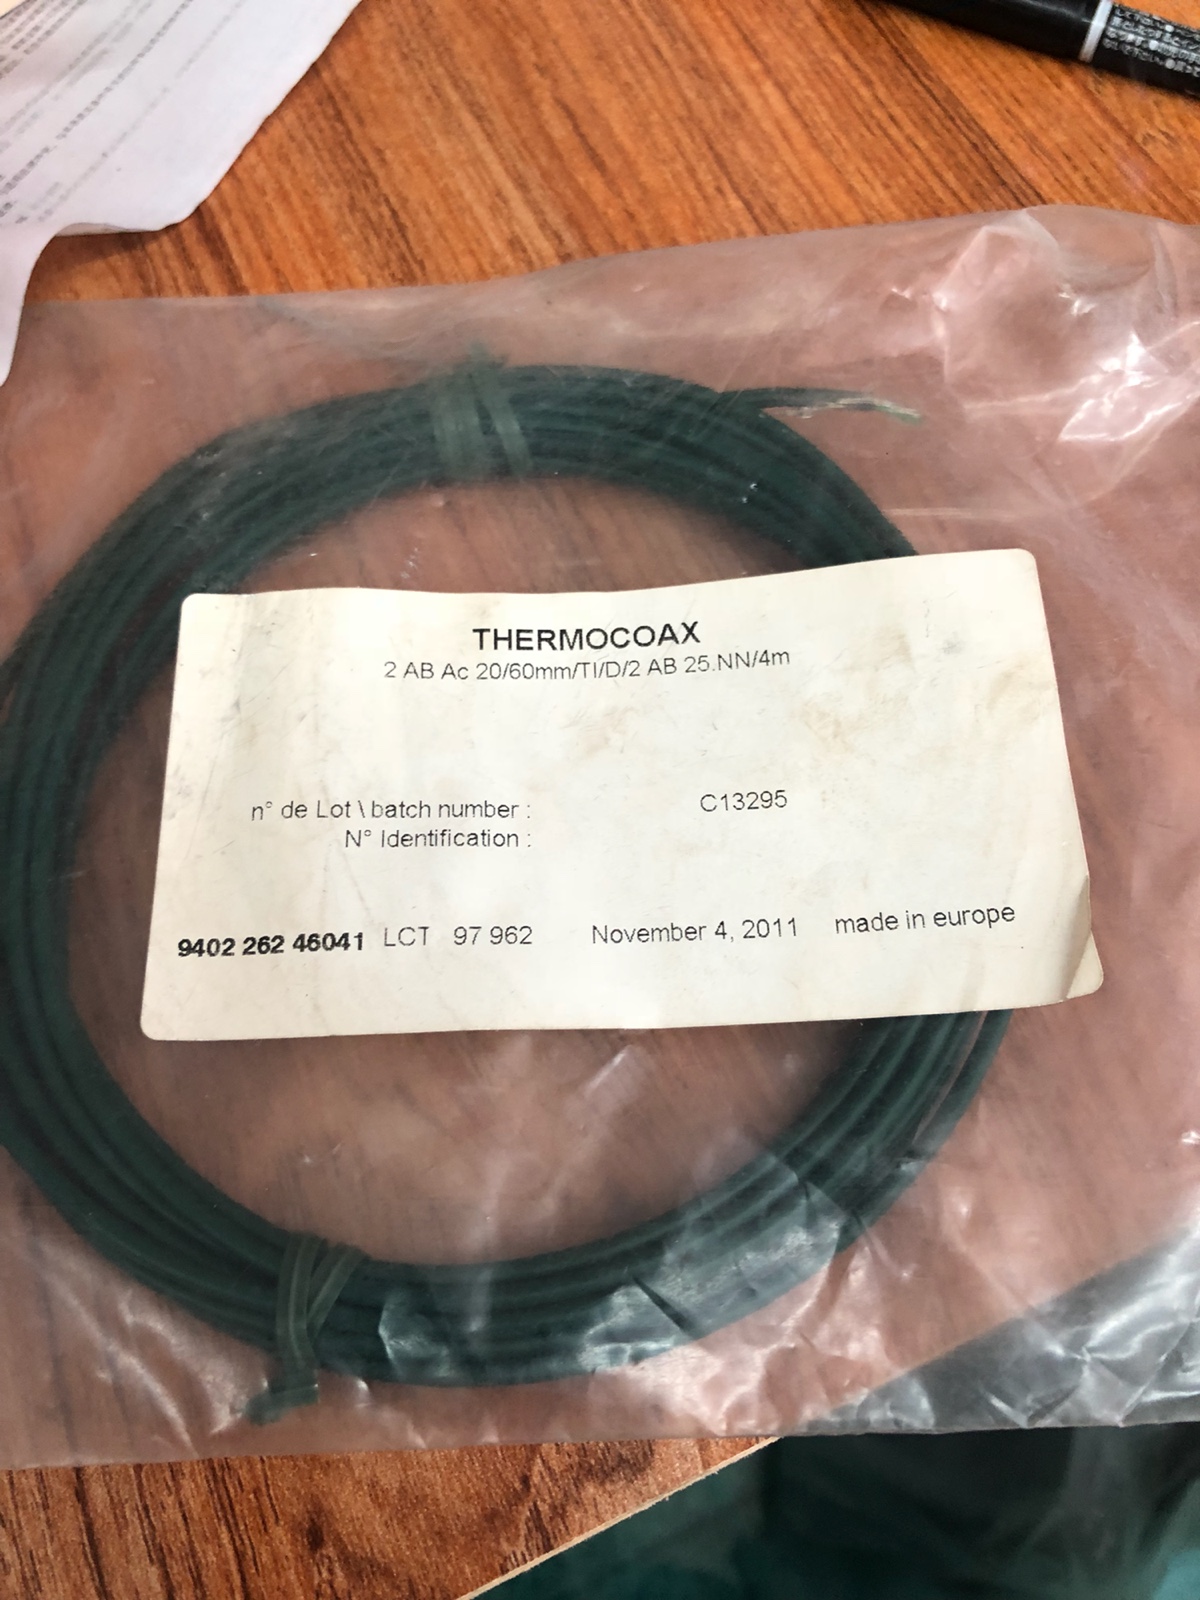 THERMOCOAX
2 AB Ac 20/60mm/TI/D/2 AB 25.NN/4m
n° de Lot \ batch number : C13295
N° Identification :
9402 262 46041 LCT 97 962 November 4, 2011 made in europe